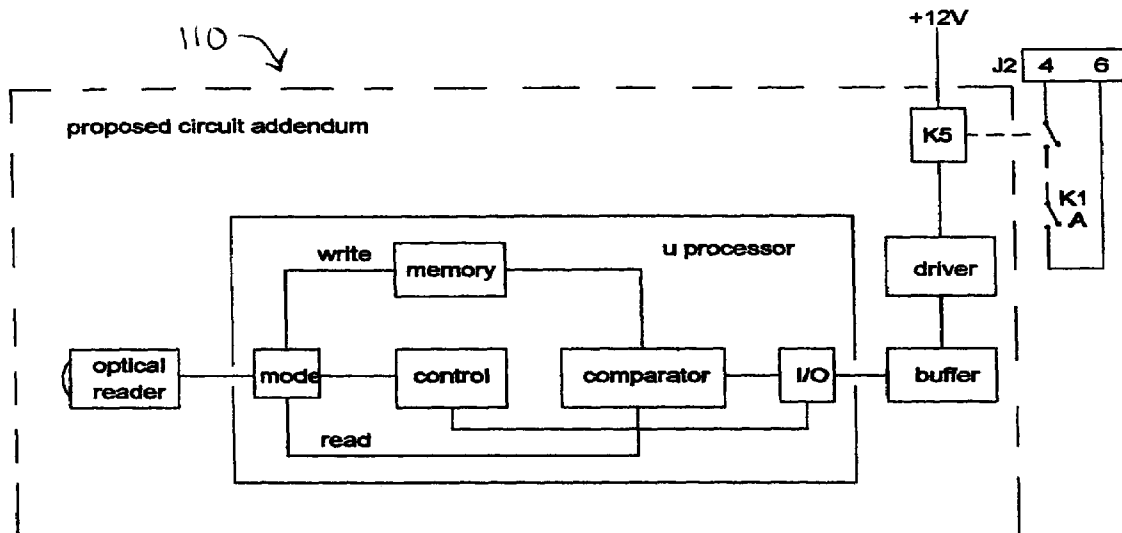 110
+12V
J2 4 6
proposed circuit addendum
K5
K1
A
u processor
write
memory
driver
optical
reader
mode
control
comparator
I/O
buffer
read